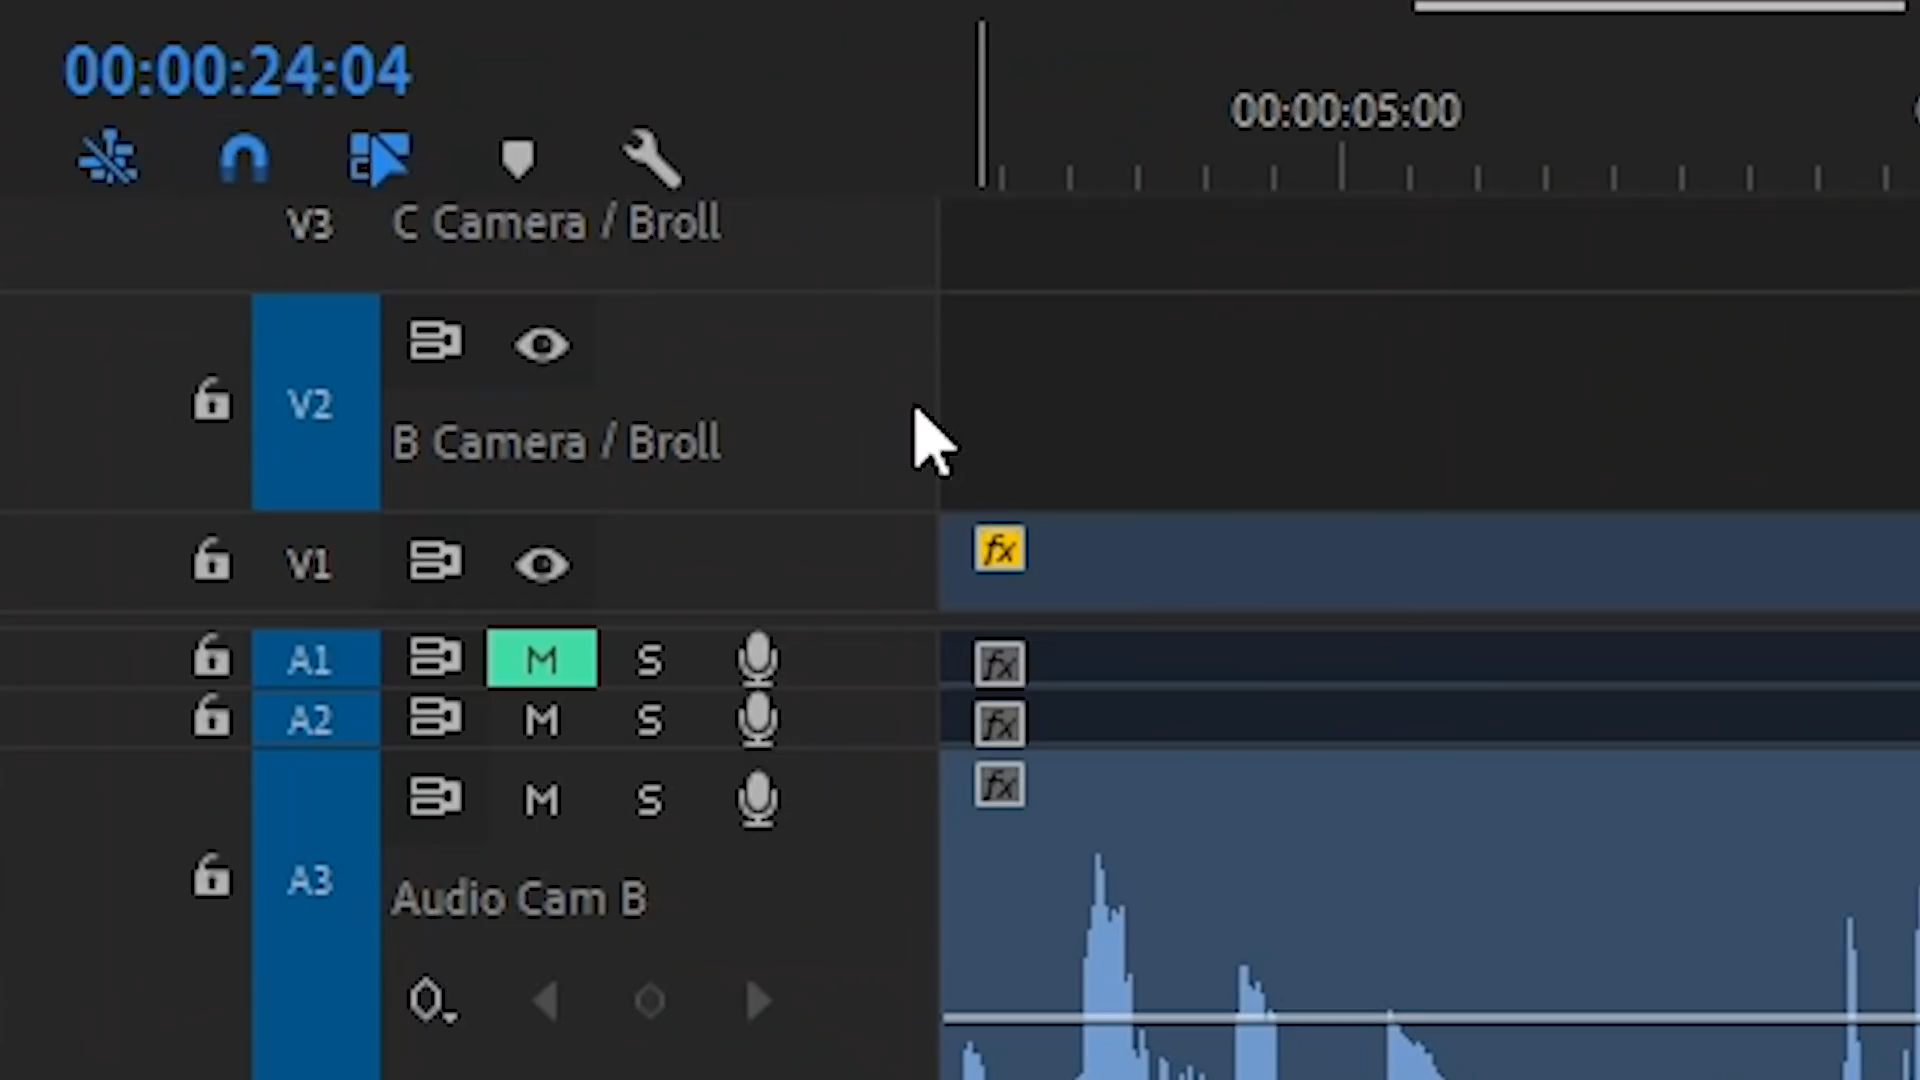 00:00:24:04
00:00:05:00
V3 C Camera / Broll
V2
B Camera / Broll
V1
fx
A1 M S
fx
A2 M S
fx
M S
fx
A3
Audio Cam B